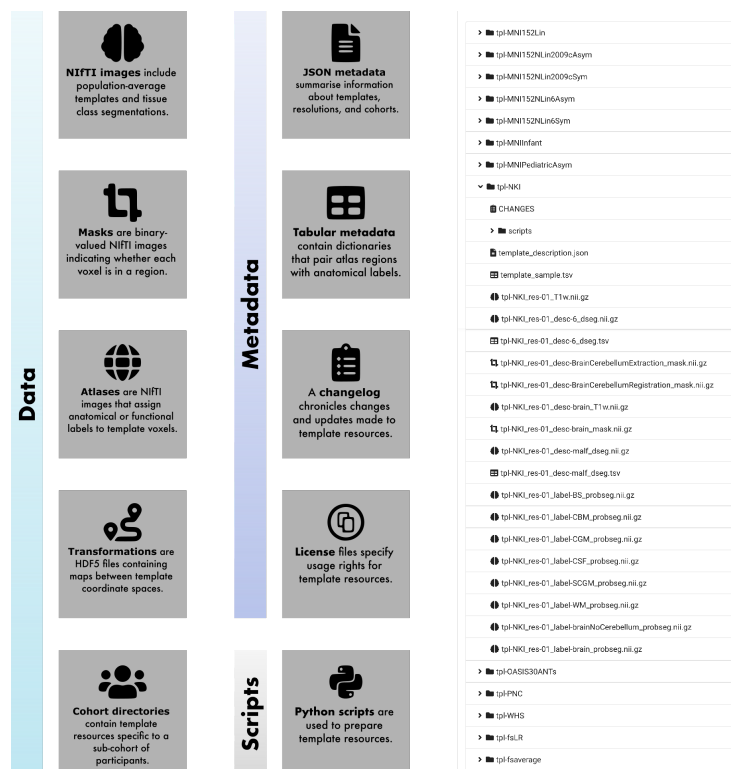 Data
NIfTI images include
population-average
templates and tissue
class segmentations.
Masks are binary-
valued NIfTI images
indicating whether each
voxel is in a region.
Atlases are NIfTI
images that assign
anatomical or functional
labels to template voxels.
Transformations are
HDF5 files containing
maps between template
coordinate spaces.
Cohort directories
contain template
resources specific to a
sub-cohort of
participants.
Metadata
JSON metadata
summarise information
about templates,
resolutions, and cohorts.
Tabular metadata
contain dictionaries
that pair atlas regions
with anatomical labels.
A changelog
chronicles changes
and updates made to
template resources.
License files specify
usage rights for
template resources.
Scripts
Python scripts are
used to prepare
template resources.
tpl-MNI152Lin
tpl-MNI152NLin2009cAsym
tpl-MNI152NLin2009cSym
tpl-MNI152NLin6Asym
tpl-MNI152NLin6Sym
tpl-MNIInfant
tpl-MNIPediatricAsym
tpl-NKI
CHANGES
scripts
template_description.json
template_sample.tsv
tpl-NKI_res-01_T1w.nii.gz
tpl-NKI_res-01_desc-6_dseg.nii.gz
tpl-NKI_res-01_desc-6_dseg.tsv
tpl-NKI_res-01_desc-BrainCerebellumExtraction_mask.nii.gz
tpl-NKI_res-01_desc-BrainCerebellumRegistration_mask.nii.gz
tpl-NKI_res-01_desc-brain_T1w.nii.gz
tpl-NKI_res-01_desc-brain_mask.nii.gz
tpl-NKI_res-01_desc-malf_dseg.nii.gz
tpl-NKI_res-01_desc-malf_dseg.tsv
tpl-NKI_res-01_label-BS_probseg.nii.gz
tpl-NKI_res-01_label-CBM_probseg.nii.gz
tpl-NKI_res-01_label-CGM_probseg.nii.gz
tpl-NKI_res-01_label-CSF_probseg.nii.gz
tpl-NKI_res-01_label-SCGM_probseg.nii.gz
tpl-NKI_res-01_label-WM_probseg.nii.gz
tpl-NKI_res-01_label-brainNoCerebellum_probseg.nii.gz
tpl-NKI_res-01_label-brain_probseg.nii.gz
tpl-OASIS30ANTs
tpl-PNC
tpl-WHS
tpl-fsLR
tpl-fsaverage